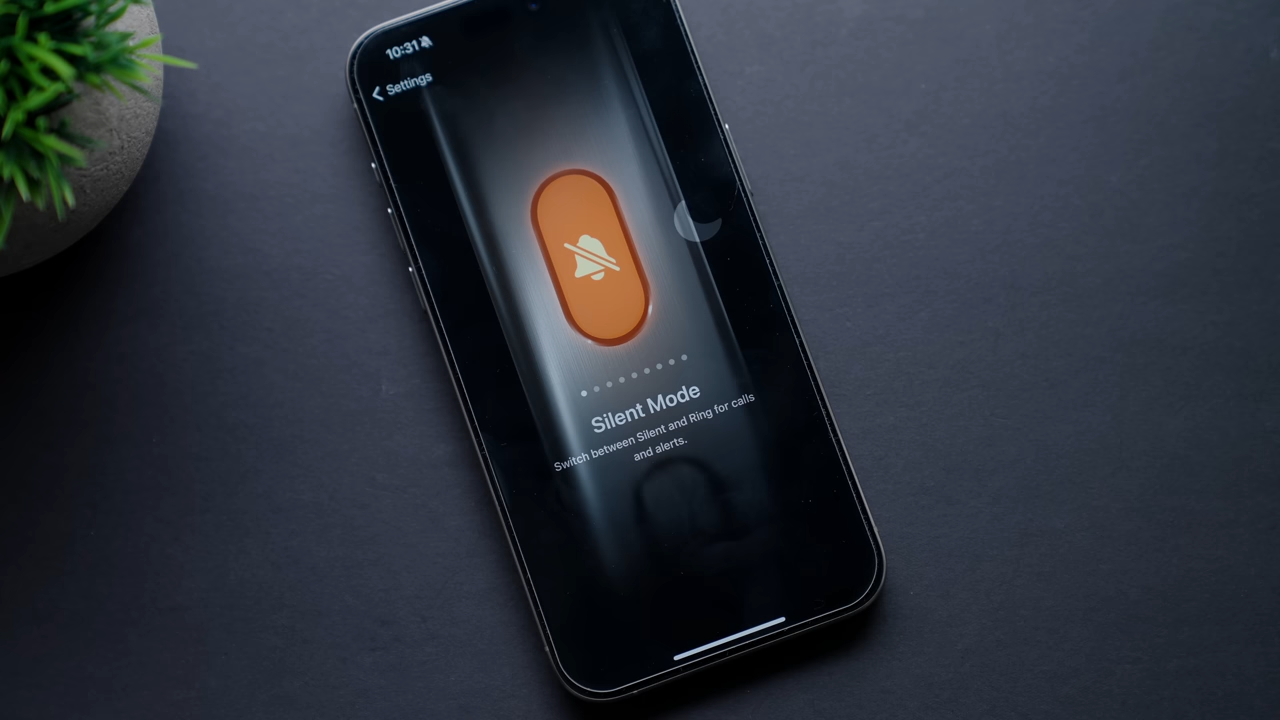 10:31
Settings
Silent Mode
Switch between Silent and Ring for calls
and alerts.